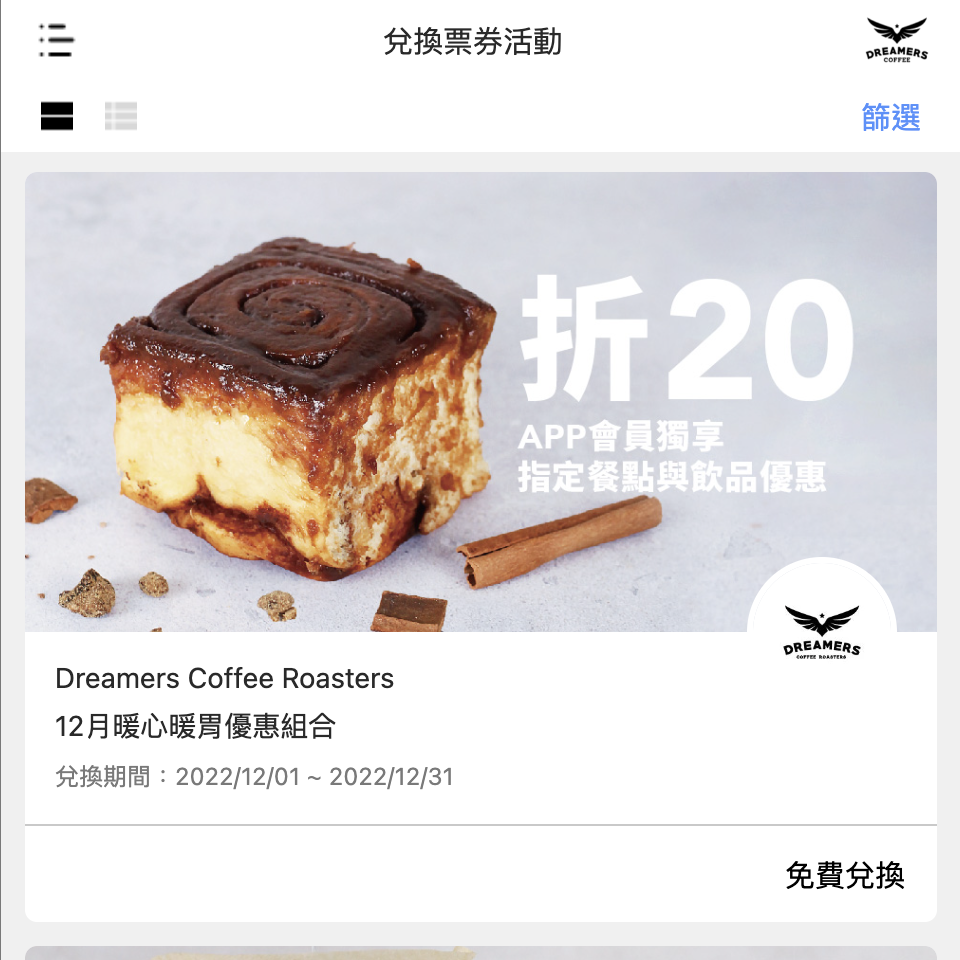 兌換票券活動
DREAMERS
COFFEE
篩選
折20
APP會員獨享
指定餐點與飲品優惠
DREAMERS
COFFEE ROASTERS
Dreamers Coffee Roasters
12月暖心暖胃優惠組合
兌換期間：2022/12/01 ~ 2022/12/31
免費兌換